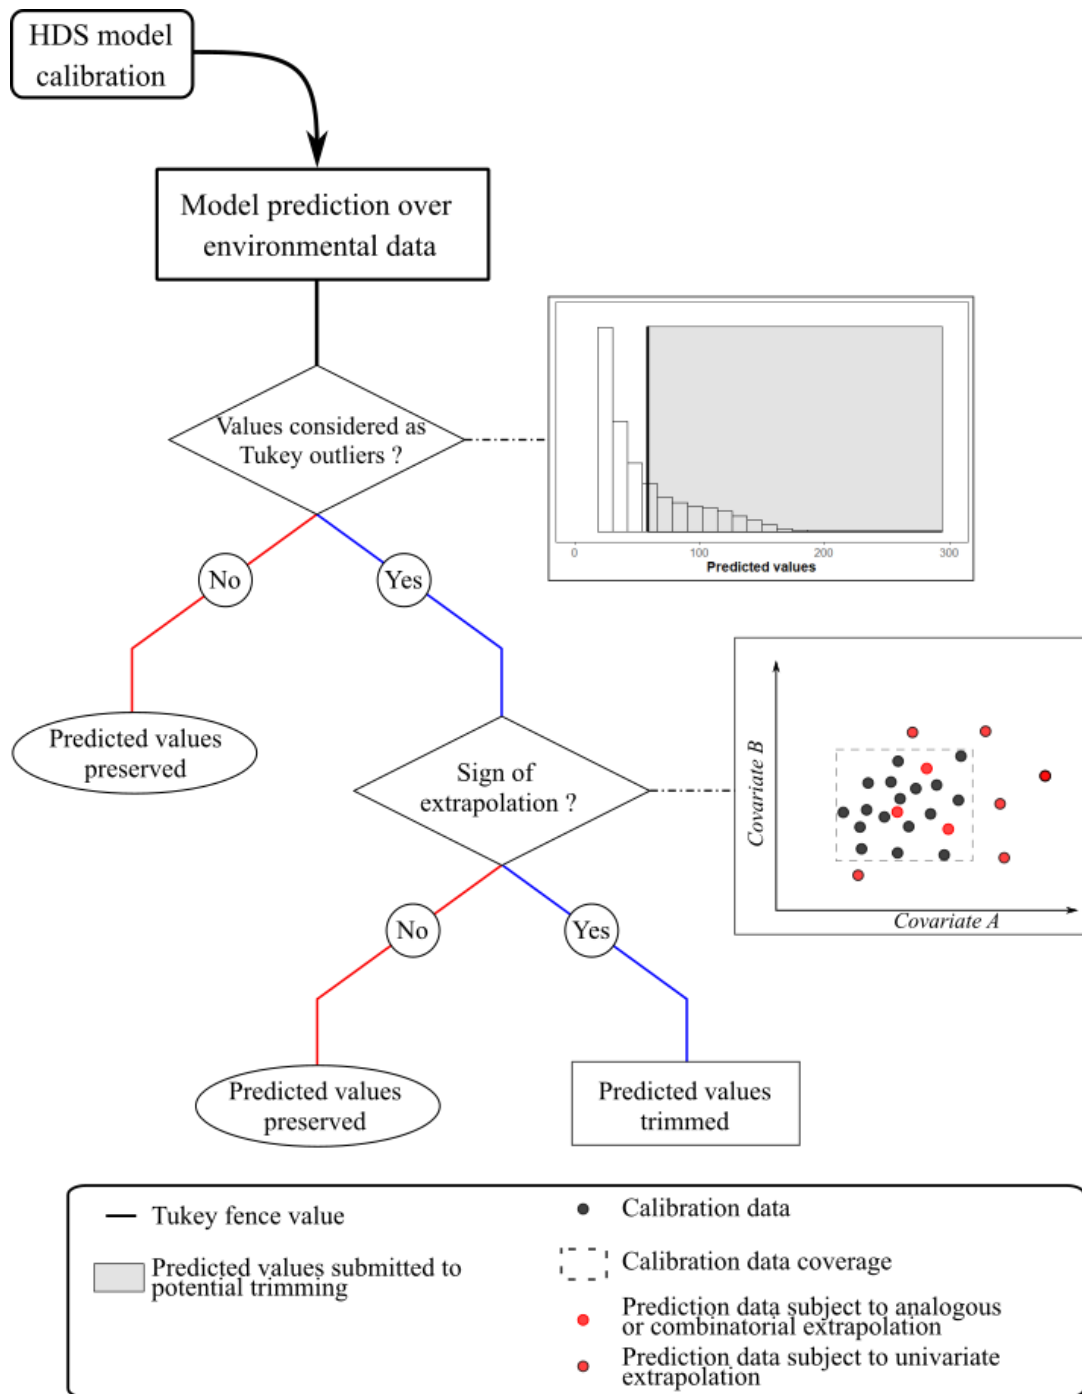 HDS model
calibration
Model prediction over
environmental data
Values considered as
Tukey outliers ?
0
100
200
300
Predicted values
No
Yes
Predicted values
preserved
Sign of
extrapolation ?
Covariate B
Covariate A
No
Yes
Predicted values
preserved
Predicted values
trimmed
Tukey fence value
Predicted values submitted to
potential trimming
Calibration data
Calibration data coverage
Prediction data subject to analogous
or combinatorial extrapolation
Prediction data subject to univariate
extrapolation